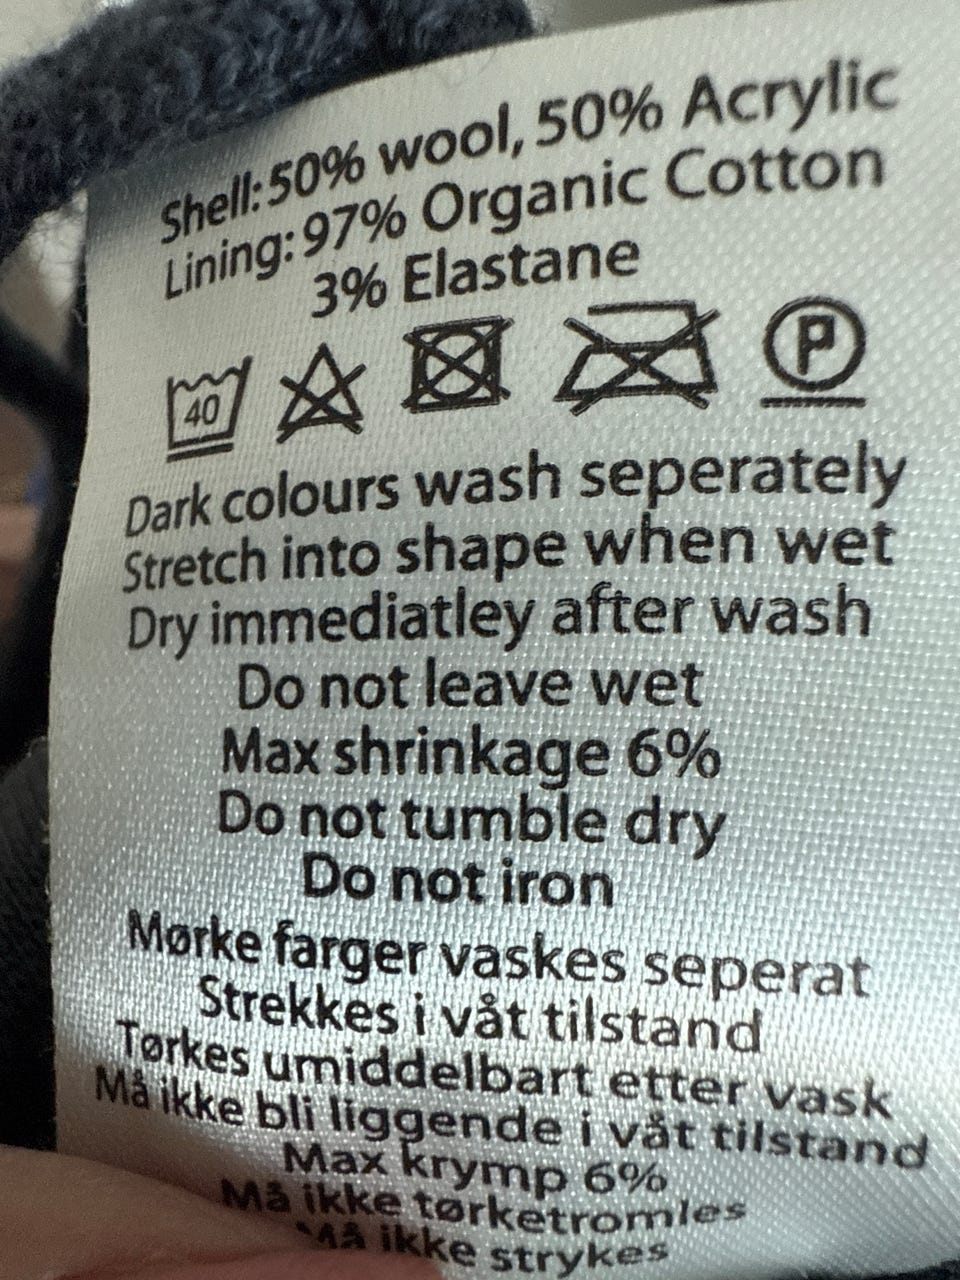 Shell: 50% wool, 50% Acrylic
Lining: 97% Organic Cotton
3% Elastane
40 P
Dark colours wash seperately
Stretch into shape when wet
Dry immediatley after wash
Do not leave wet
Max shrinkage 6%
Do not tumble dry
Do not iron
Mørke farger vaskes seperat
Strekkes i våt tilstand
Tørkes umiddelbart etter vask
Må ikke bli liggende i våt tilstand
Max krymp 6%
Må ikke tørketromles
Må ikke strykes